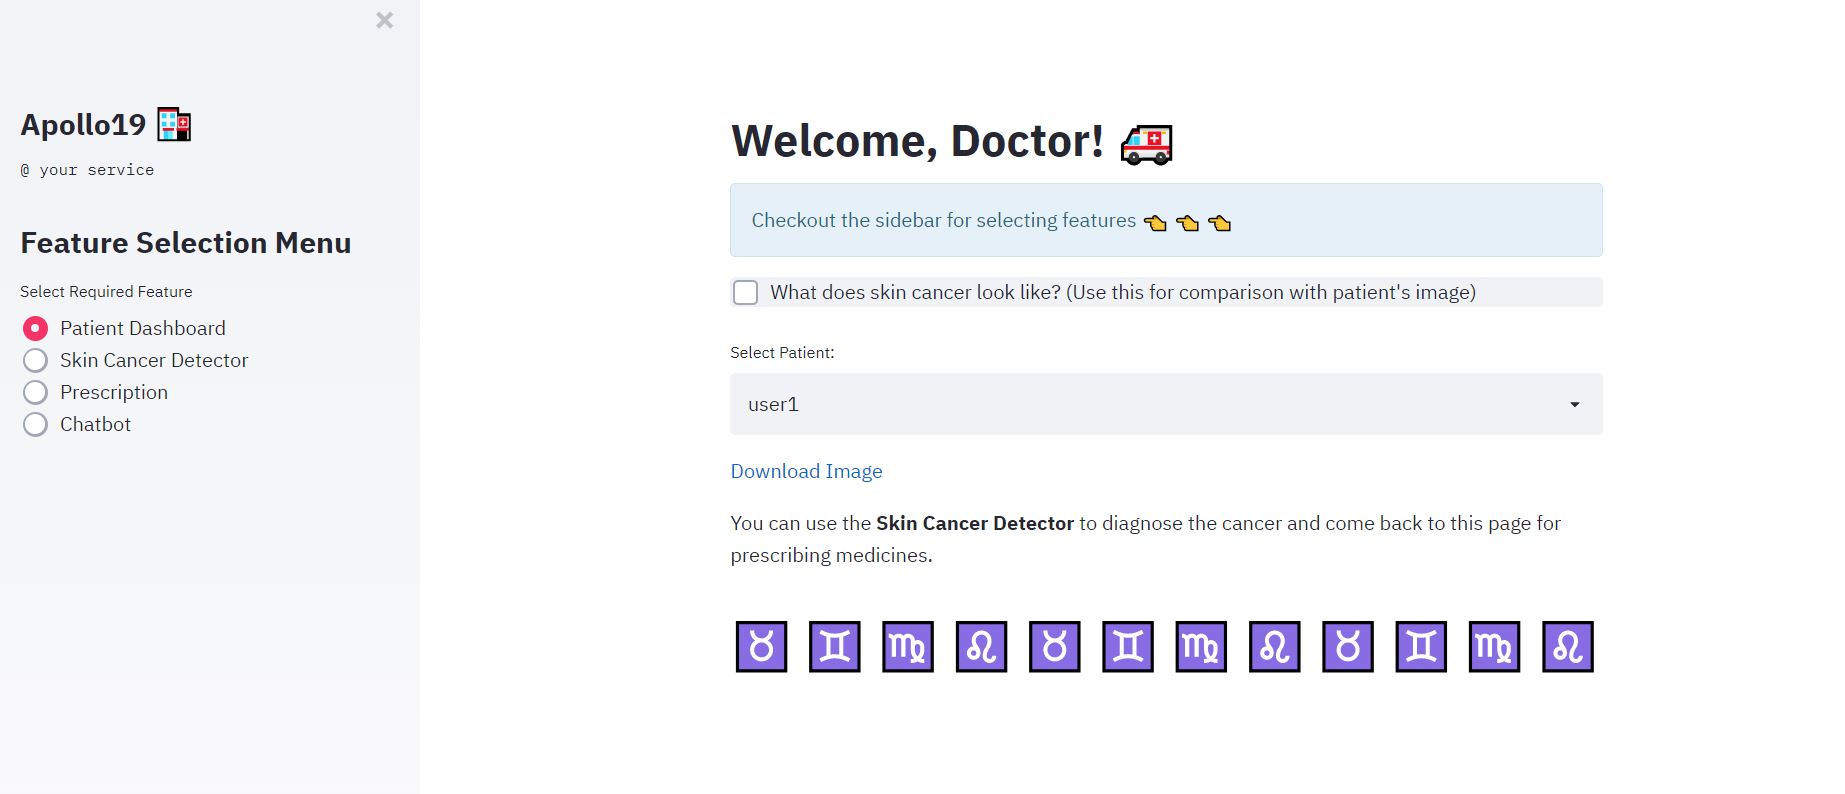 Apollo19 🏥
@ your service
Feature Selection Menu
Select Required Feature
Patient Dashboard
Skin Cancer Detector
Prescription
Chatbot
Welcome, Doctor! 🚑
Checkout the sidebar for selecting features 👈 👈 👈
What does skin cancer look like? (Use this for comparison with patient's image)
Select Patient:
user1
Download Image
You can use the Skin Cancer Detector to diagnose the cancer and come back to this page for
prescribing medicines.
♉ ♊ ♍ ♌ ♉ ♊ ♍ ♌ ♉ ♊ ♍ ♌